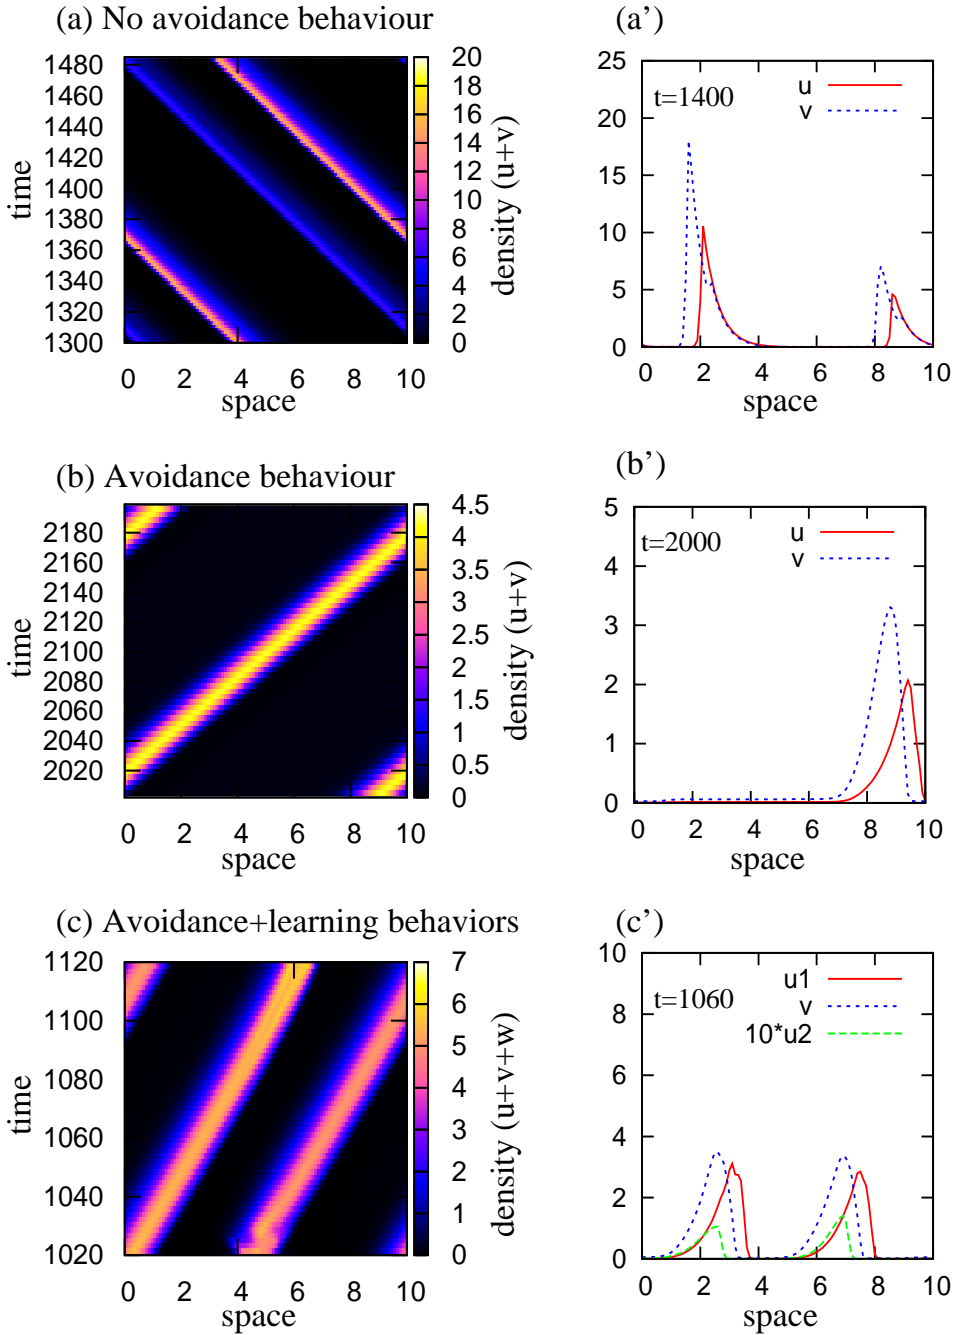 (a) No avoidance behaviour
(a')
1480
1460
1440
1420
1400
1380
1360
1340
1320
1300
time
0 2 4 6 8 10
space
20
18
16
14
12
10
8
6
4
2
0
density (u+v)
25
20
15
10
5
0
t=1400
u
v
0 2 4 6 8 10
space
(b) Avoidance behaviour
(b')
2180
2160
2140
2120
2100
2080
2060
2040
2020
time
0 2 4 6 8 10
space
4.5
4
3.5
3
2.5
2
1.5
1
0.5
0
density (u+v)
5
4
3
2
1
0
t=2000
u
v
0 2 4 6 8 10
space
(c) Avoidance+learning behaviors
(c')
1120
1100
1080
1060
1040
1020
time
0 2 4 6 8 10
space
7
6
5
4
3
2
1
0
density (u+v+w)
10
8
6
4
2
0
t=1060
u1
v
10*u2
0 2 4 6 8 10
space